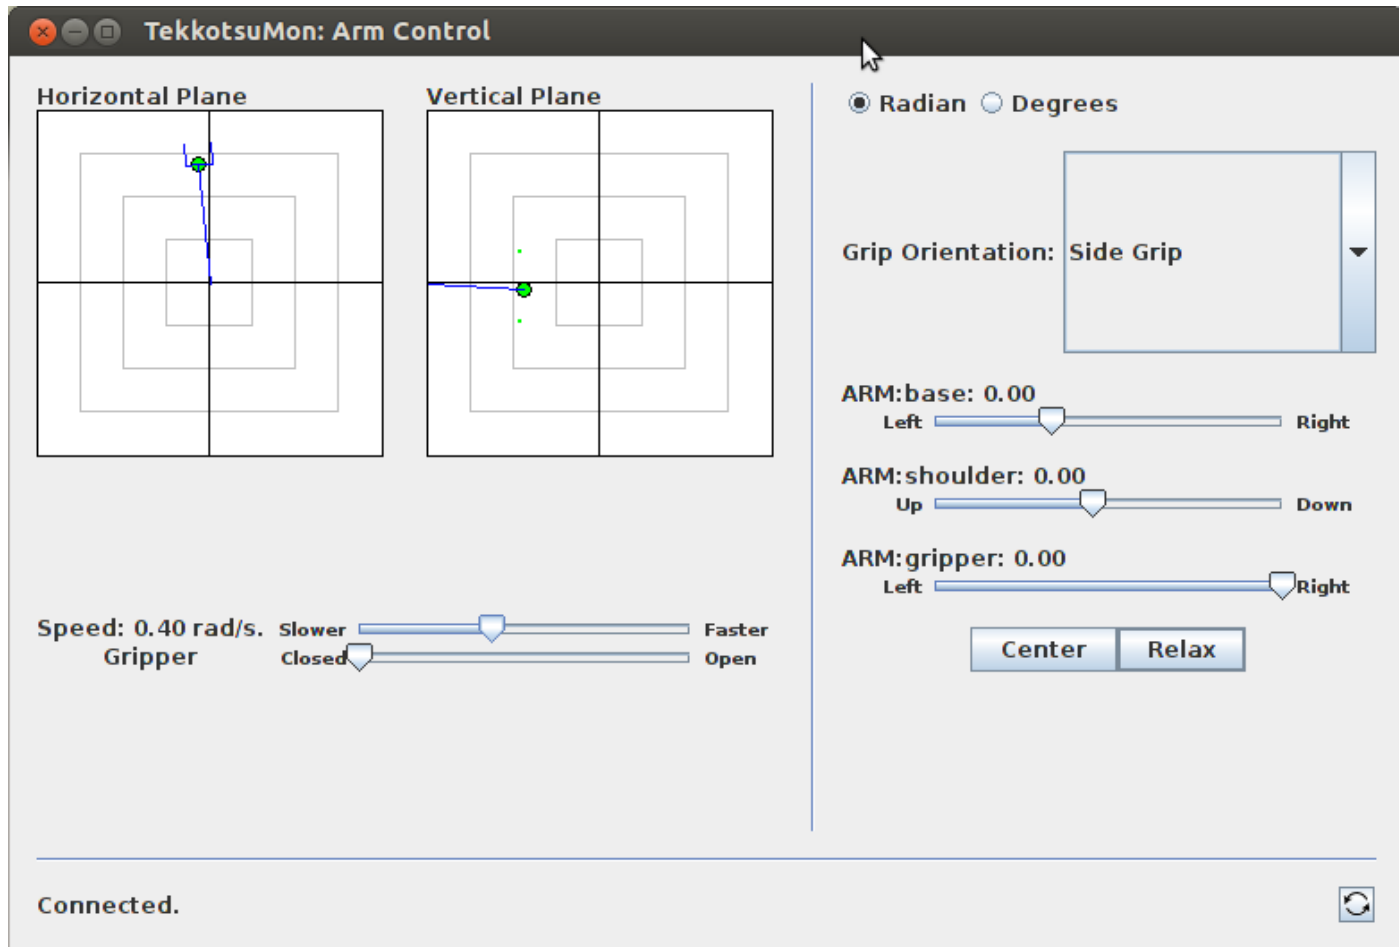 TekkotsuMon: Arm Control
Horizontal Plane
Vertical Plane
Radian
Degrees
Grip Orientation: Side Grip
ARM:base: 0.00
Left
Right
ARM:shoulder: 0.00
Up
Down
ARM:gripper: 0.00
Left
Right
Speed: 0.40 rad/s. Slower
Faster
Gripper
Closed
Open
Center
Relax
Connected.